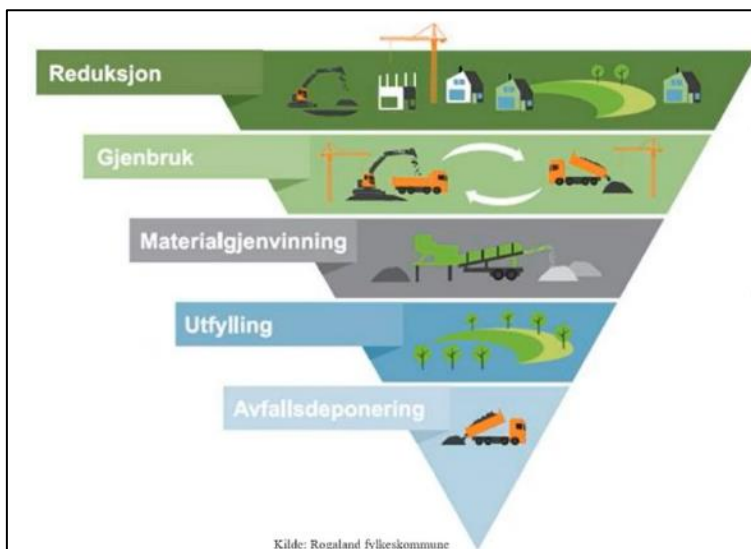 Reduksjon
Gjenbruk
Materialgjenvinning
Utfylling
Avfallsdeponering
Kilde: Rogaland fylkeskommune